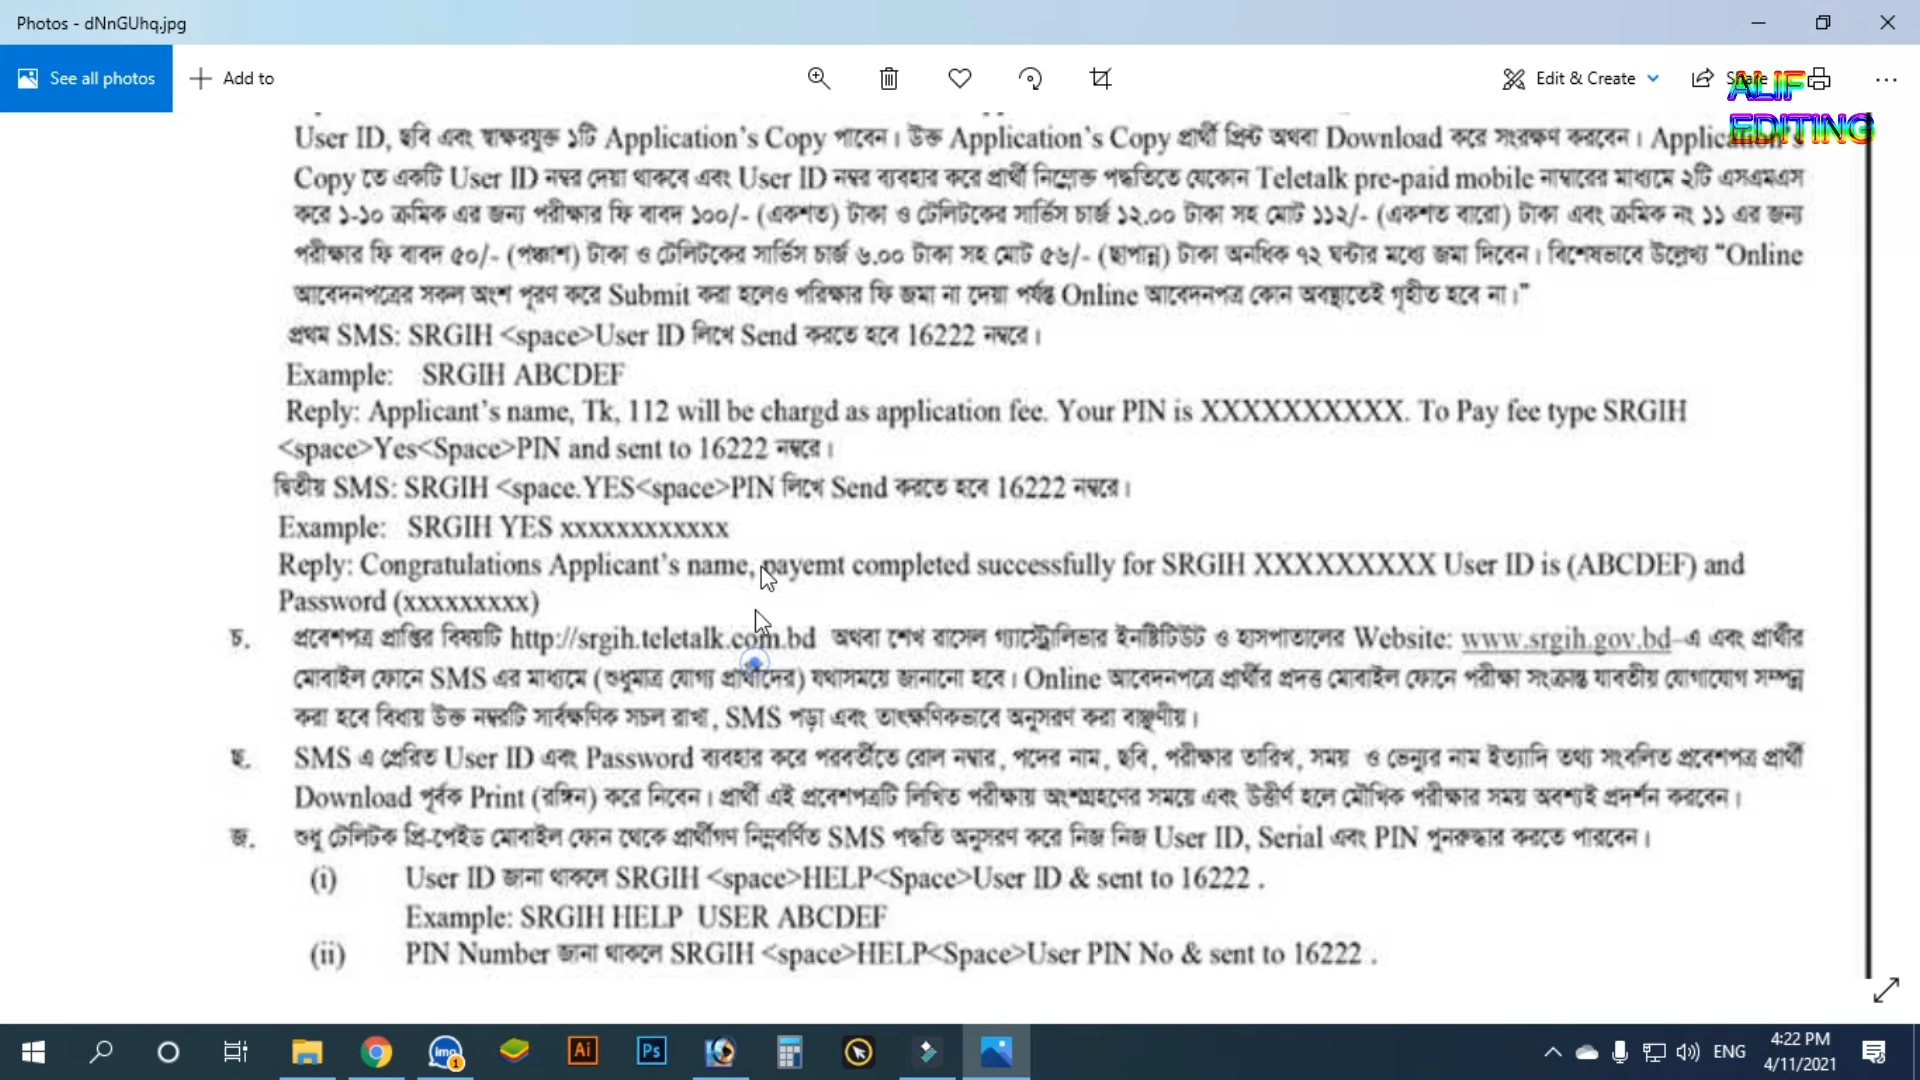 Photos - dNnGUhq.jpg
See all photos
Add to
Edit & Create
Share
ALIF
EDITING
User ID, ছবি এবং স্বাক্ষরযুক্ত ১টি Application's Copy পাবেন। উক্ত Application's Copy প্রার্থী প্রিন্ট অথবা Download করে সংরক্ষণ করবেন। Application's
Copy তে একটি User ID নম্বর দেয়া থাকবে এবং User ID নম্বর ব্যবহার করে প্রার্থী নিম্নোক্ত পদ্ধতিতে যেকোন Teletalk pre-paid mobile নাম্বারের মাধ্যমে ২টি এসএমএস
করে ১-১০ ক্রমিক এর জন্য পরীক্ষার ফি বাবদ ১০০/- (একশত) টাকা ও টেলিটকের সার্ভিস চার্জ ১২.০০ টাকা সহ মোট ১১২/- (একশত বারো) টাকা এবং ক্রমিক নং ১১ এর জন্য
পরীক্ষার ফি বাবদ ৫০/- (পঞ্চাশ) টাকা ও টেলিটকের সার্ভিস চার্জ ৬.০০ টাকা সহ মোট ৫৬/- (ছাপান্ন) টাকা অনধিক ৭২ ঘন্টার মধ্যে জমা দিবেন। বিশেষভাবে উল্লেখ্য "Online
আবেদনপত্রের সকল অংশ পূরণ করে Submit করা হলেও পরিক্ষার ফি জমা না দেয়া পর্যন্ত Online আবেদনপত্র কোন অবস্থাতেই গৃহীত হবে না।"
প্রথম SMS: SRGIH <space>User ID লিখে Send করতে হবে 16222 নম্বরে।
Example: SRGIH ABCDEF
Reply: Applicant's name, Tk, 112 will be chargd as application fee. Your PIN is XXXXXXXXXX. To Pay fee type SRGIH
<space>Yes<Space>PIN and sent to 16222 নম্বরে।
দ্বিতীয় SMS: SRGIH <space.YES<space>PIN লিখে Send করতে হবে 16222 নম্বরে।
Example: SRGIH YES xxxxxxxxxxxx
Reply: Congratulations Applicant's name, payemt completed successfully for SRGIH XXXXXXXXX User ID is (ABCDEF) and
Password (xxxxxxxxx)
চ. প্রবেশপত্র প্রাপ্তির বিষয়টি http://srgih.teletalk.com.bd অথবা শেখ রাসেল গ্যাস্ট্রোলিভার ইনষ্টিটিউট ও হাসপাতালের Website: www.srgih.gov.bd-এ এবং প্রার্থীর
মোবাইল ফোনে SMS এর মাধ্যমে (শুধুমাত্র যোগ্য প্রার্থীদের) যথাসময়ে জানানো হবে। Online আবেদনপত্রে প্রার্থীর প্রদত্ত মোবাইল ফোনে পরীক্ষা সংক্রান্ত যাবতীয় যোগাযোগ সম্পন্ন
করা হবে বিধায় উক্ত নম্বরটি সার্বক্ষণিক সচল রাখা, SMS পড়া এবং তাৎক্ষণিকভাবে অনুসরণ করা বাঞ্ছণীয়।
ছ. SMS এ প্রেরিত User ID এবং Password ব্যবহার করে পরবর্তীতে রোল নম্বার, পদের নাম, ছবি, পরীক্ষার তারিখ, সময় ও ভেন্যুর নাম ইত্যাদি তথ্য সংবলিত প্রবেশপত্র প্রার্থী
Download পূর্বক Print (রঙ্গিন) করে নিবেন। প্রার্থী এই প্রবেশপত্রটি লিখিত পরীক্ষায় অংশগ্রহণের সময়ে এবং উত্তীর্ণ হলে মৌখিক পরীক্ষার সময় অবশ্যই প্রদর্শন করবেন।
জ. শুধু টেলিটক প্রি-পেইড মোবাইল ফোন থেকে প্রার্থীগণ নিম্নবর্ণিত SMS পদ্ধতি অনুসরণ করে নিজ নিজ User ID, Serial এবং PIN পুনরুদ্ধার করতে পারবেন।
(i) User ID জানা থাকলে SRGIH <space>HELP<Space>User ID & sent to 16222 .
Example: SRGIH HELP USER ABCDEF
(ii) PIN Number জানা থাকলে SRGIH <space>HELP<Space>User PIN No & sent to 16222 .
imo
1
Ai
Ps
ENG
4:22 PM
4/11/2021